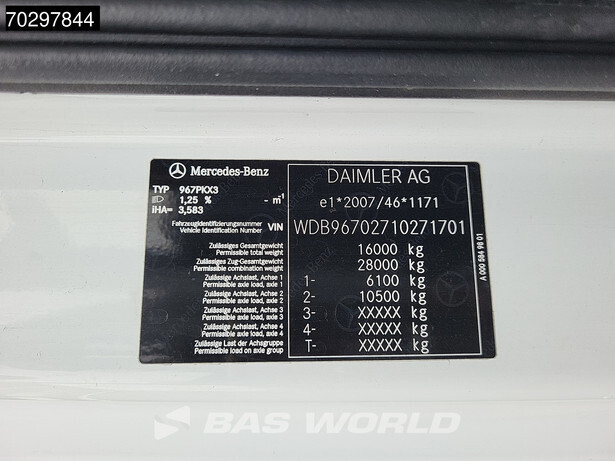 70297844
Mercedes-Benz
DAIMLER AG
TYP 967PKX3
1,25 % - m-1
iHA= 3,583
e1*2007/46*1171
Fahrzeugidentifizierungsnummer
Vehicle Identification Number VIN
WDB96702710271701
Zulässiges Gesamtgewicht
Permissible total weight
16000 kg
Zulässiges Zug-Gesamtgewicht
Permissible combination weight
28000 kg
Zulässige Achslast, Achse 1
Permissible axle load, axle 1
1- 6100 kg
Zulässige Achslast, Achse 2
Permissible axle load, axle 2
2- 10500 kg
Zulässige Achslast, Achse 3
Permissible axle load, axle 3
3- XXXXX kg
Zulässige Achslast, Achse 4
Permissible axle load, axle 4
4- XXXXX kg
Zulässige Last der Achsgruppe
Permissible load on axle group
T- XXXXX kg
A 000 584 98 01
BAS WORLD